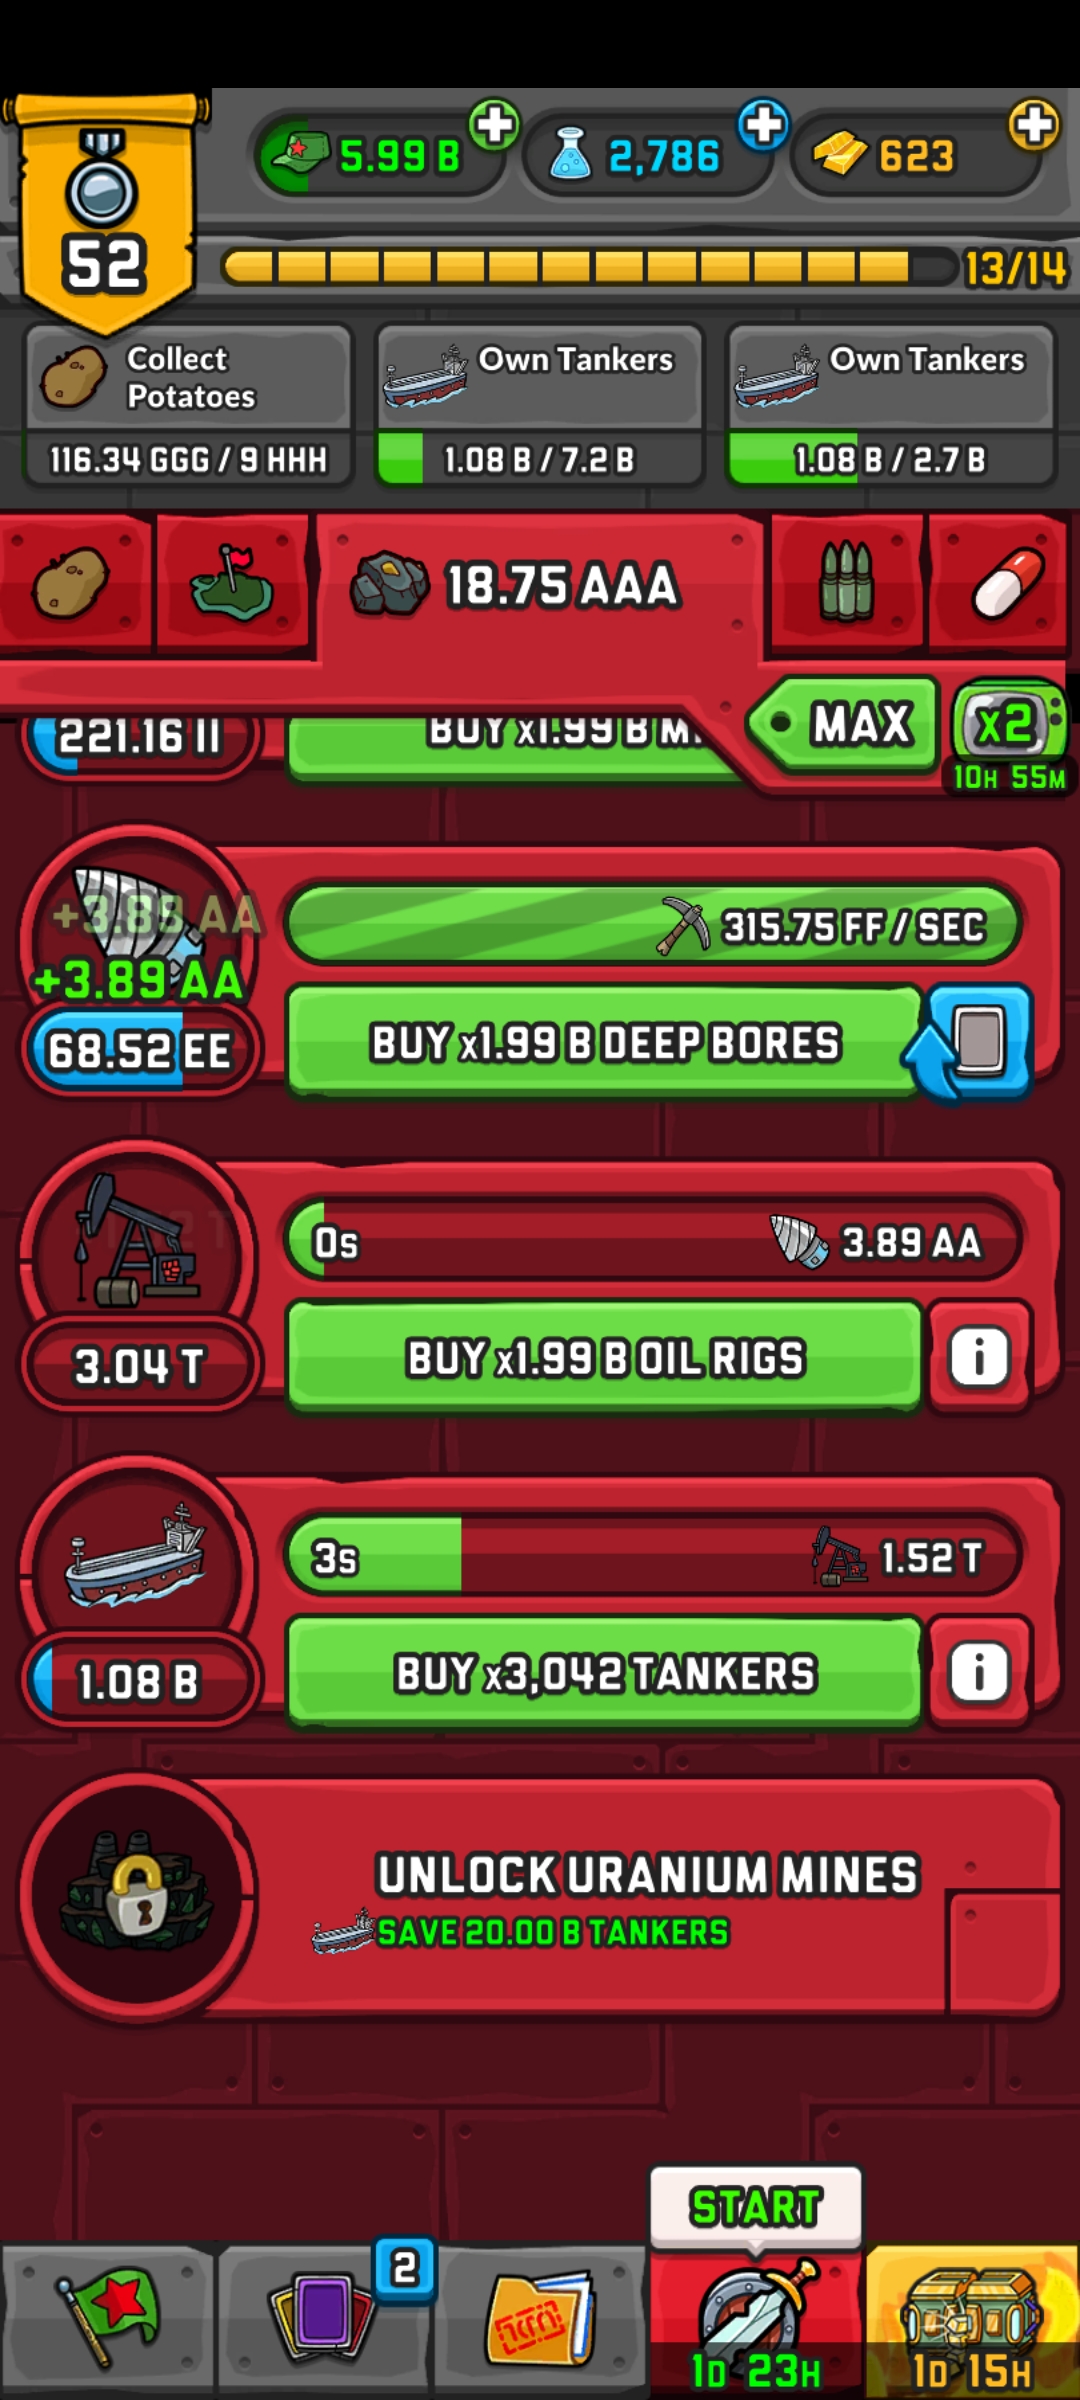 5.99 B
2,786
623
52
13/14
Collect
Potatoes
116.34 GGG / 9 HHH
Own Tankers
1.08 B / 7.2 B
Own Tankers
1.08 B / 2.7 B
18.75 AAA
MAX
x2
10H 55M
221.16 II
BUY x1.99 B M
+3.89 AA
315.75 FF / SEC
+3.89 AA
68.52 EE
BUY x1.99 B DEEP BORES
0s
3.89 AA
3.04 T
BUY x1.99 B OIL RIGS
i
3s
1.52 T
1.08 B
BUY x3,042 TANKERS
i
UNLOCK URANIUM MINES
SAVE 20.00 B TANKERS
START
2
1D 23H
1D 15H